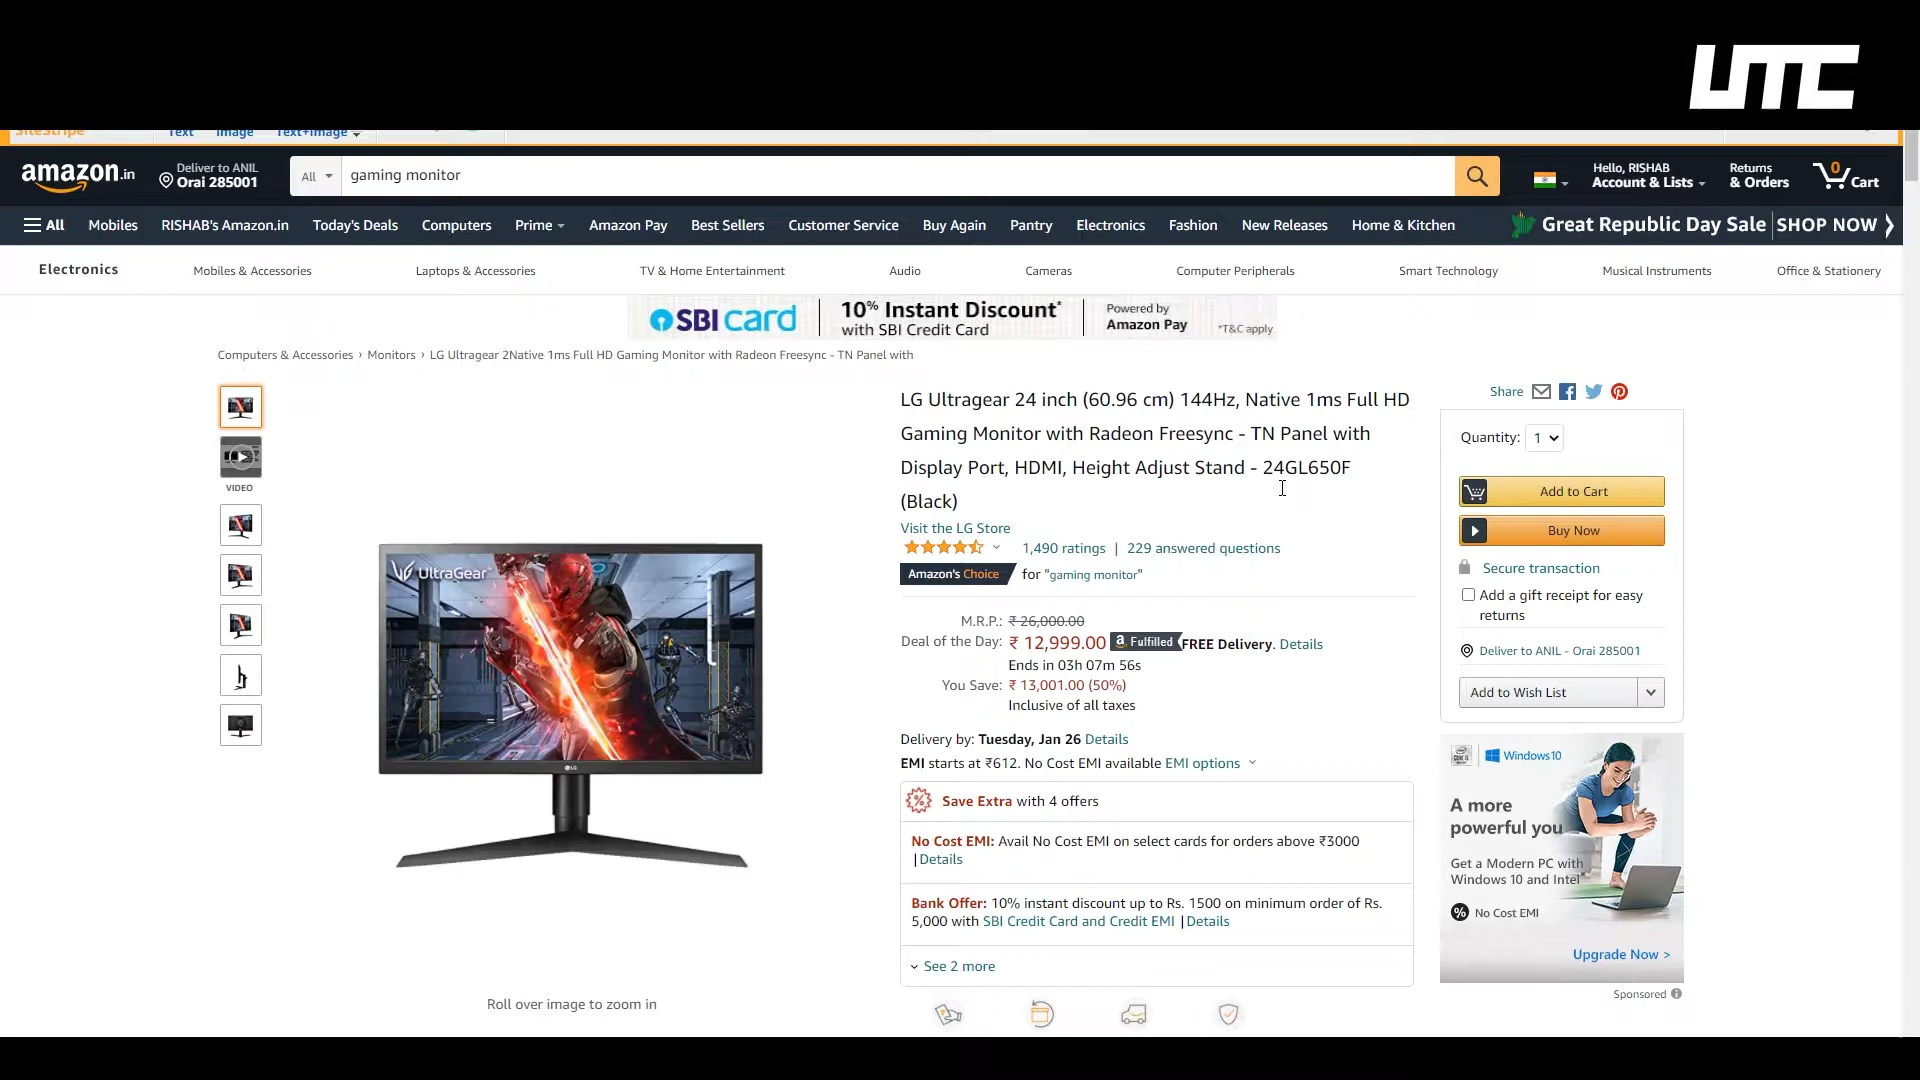 UTC
SiteStripe Text Image Text+Image
amazon.in
Deliver to ANIL
Orai 285001
All gaming monitor
Hello, RISHAB
Account & Lists
Returns
& Orders
0
Cart
All Mobiles RISHAB's Amazon.in Today's Deals Computers Prime Amazon Pay Best Sellers Customer Service Buy Again Pantry Electronics Fashion New Releases Home & Kitchen Great Republic Day Sale SHOP NOW
Electronics Mobiles & Accessories Laptops & Accessories TV & Home Entertainment Audio Cameras Computer Peripherals Smart Technology Musical Instruments Office & Stationery
SBI card
10% Instant Discount*
with SBI Credit Card
Powered by
Amazon Pay
*T&C apply
Computers & Accessories › Monitors › LG Ultragear 2Native 1ms Full HD Gaming Monitor with Radeon Freesync - TN Panel with
VIDEO
UltraGear™
LG
Roll over image to zoom in
LG Ultragear 24 inch (60.96 cm) 144Hz, Native 1ms Full HD
Gaming Monitor with Radeon Freesync - TN Panel with
Display Port, HDMI, Height Adjust Stand - 24GL650F
(Black)
Visit the LG Store
1,490 ratings | 229 answered questions
Amazon's Choice for "gaming monitor"
M.R.P.: ₹ 26,000.00
Deal of the Day: ₹ 12,999.00 a Fulfilled FREE Delivery. Details
Ends in 03h 07m 56s
You Save: ₹ 13,001.00 (50%)
Inclusive of all taxes
Delivery by: Tuesday, Jan 26 Details
EMI starts at ₹612. No Cost EMI available EMI options
Save Extra with 4 offers
No Cost EMI: Avail No Cost EMI on select cards for orders above ₹3000
|Details
Bank Offer: 10% instant discount up to Rs. 1500 on minimum order of Rs.
5,000 with SBI Credit Card and Credit EMI |Details
See 2 more
Share
Quantity: 1
Add to Cart
Buy Now
Secure transaction
Add a gift receipt for easy
returns
Deliver to ANIL - Orai 285001
Add to Wish List
Windows10
A more
powerful you
Get a Modern PC with
Windows 10 and Intel®
% No Cost EMI
Upgrade Now >
Sponsored